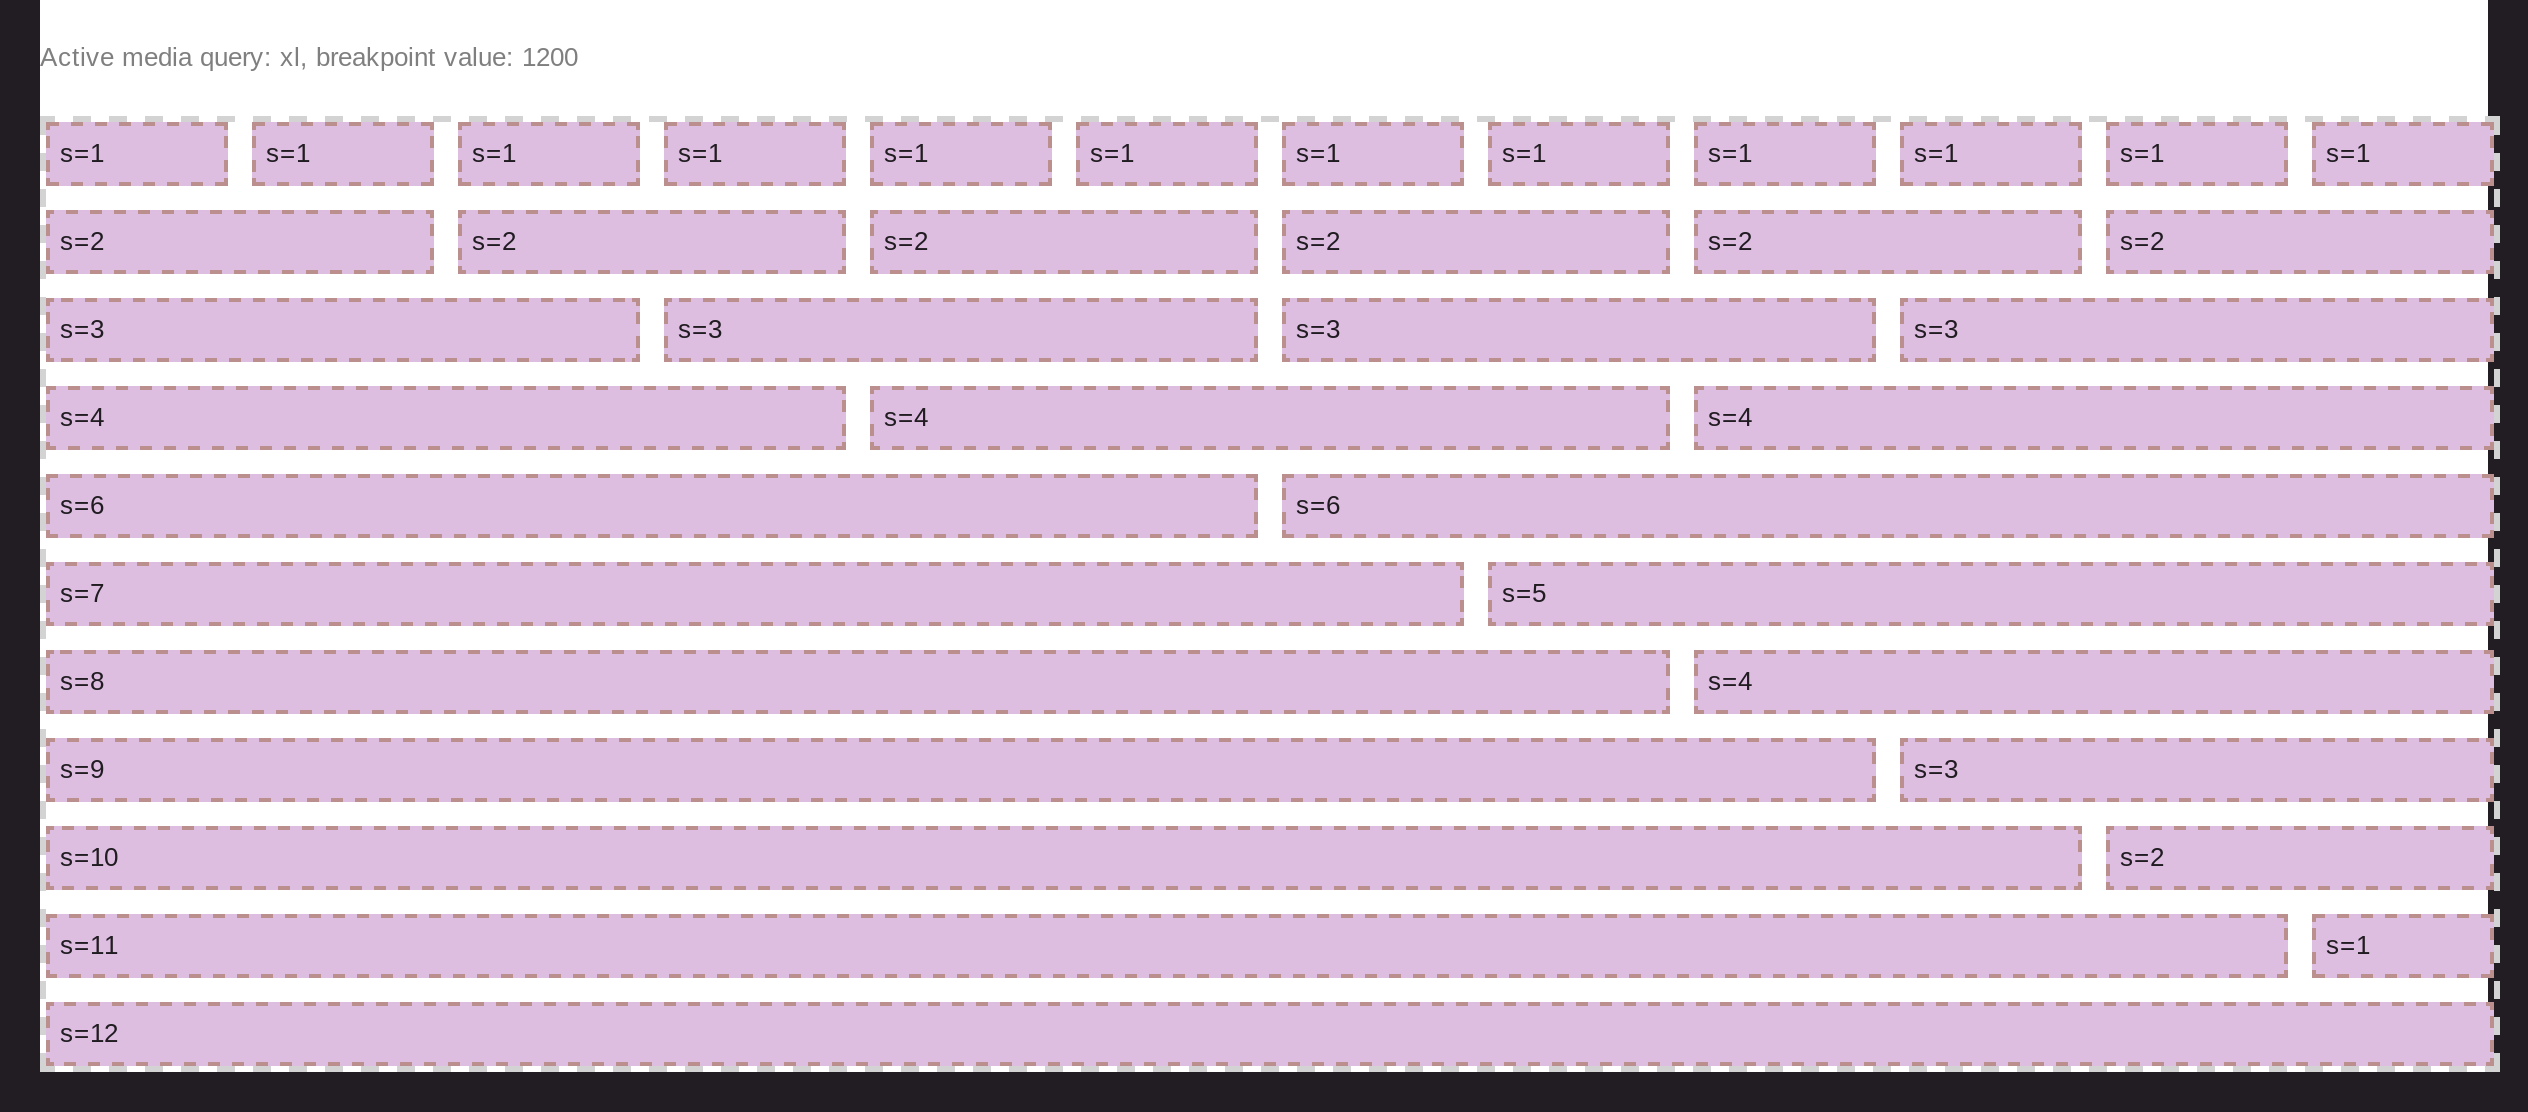 Active media query: xl, breakpoint value: 1200
s=1 s=1 s=1 s=1 s=1 s=1 s=1 s=1 s=1 s=1 s=1 s=1
s=2 s=2 s=2 s=2 s=2 s=2
s=3 s=3 s=3 s=3
s=4 s=4 s=4
s=6 s=6
s=7 s=5
s=8 s=4
s=9 s=3
s=10 s=2
s=11 s=1
s=12